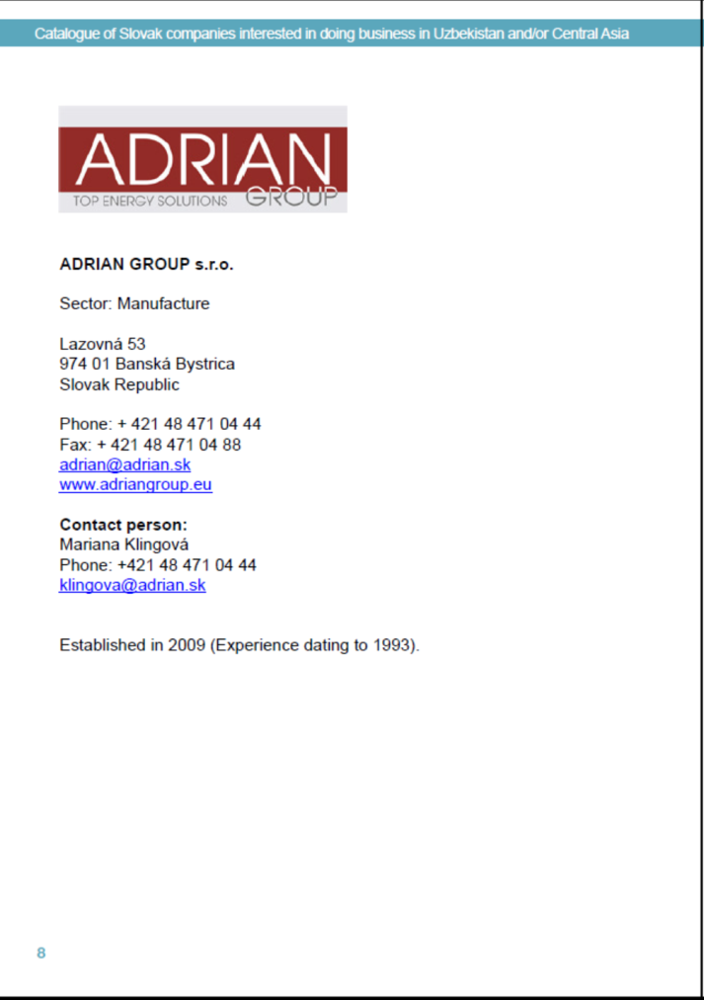 Catalogue of Slovak companies interested in doing business in Uzbekistan and/or Central Asia
ADRIAN
TOP ENERGY SOLUTIONS GROUP
ADRIAN GROUP s.r.o.
Sector: Manufacture
Lazovná 53
974 01 Banská Bystrica
Slovak Republic
Phone: + 421 48 471 04 44
Fax: + 421 48 471 04 88
adrian@adrian.sk
www.adriangroup.eu
Contact person:
Mariana Klingová
Phone: +421 48 471 04 44
klingova@adrian.sk
Established in 2009 (Experience dating to 1993).
8